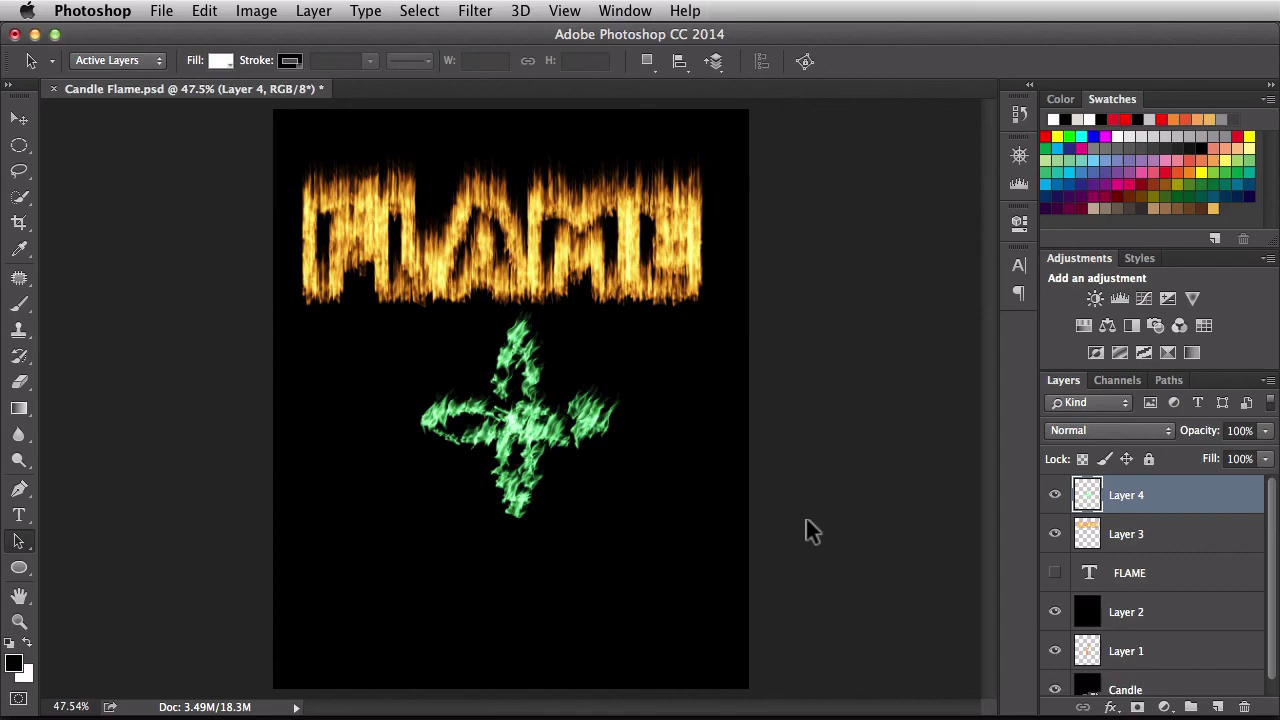 Photoshop File Edit Image Layer Type Select Filter 3D View Window Help
Adobe Photoshop CC 2014
Active Layers Fill: Stroke: W: H:
Candle Flame.psd @ 47.5% (Layer 4, RGB/8*) *
Color Swatches
FLAME
Adjustments Styles
Add an adjustment
Layers Channels Paths
Kind
Normal Opacity: 100%
Lock: Fill: 100%
Layer 4
Layer 3
T FLAME
Layer 2
Layer 1
Candle
47.54% Doc: 3.49M/18.3M